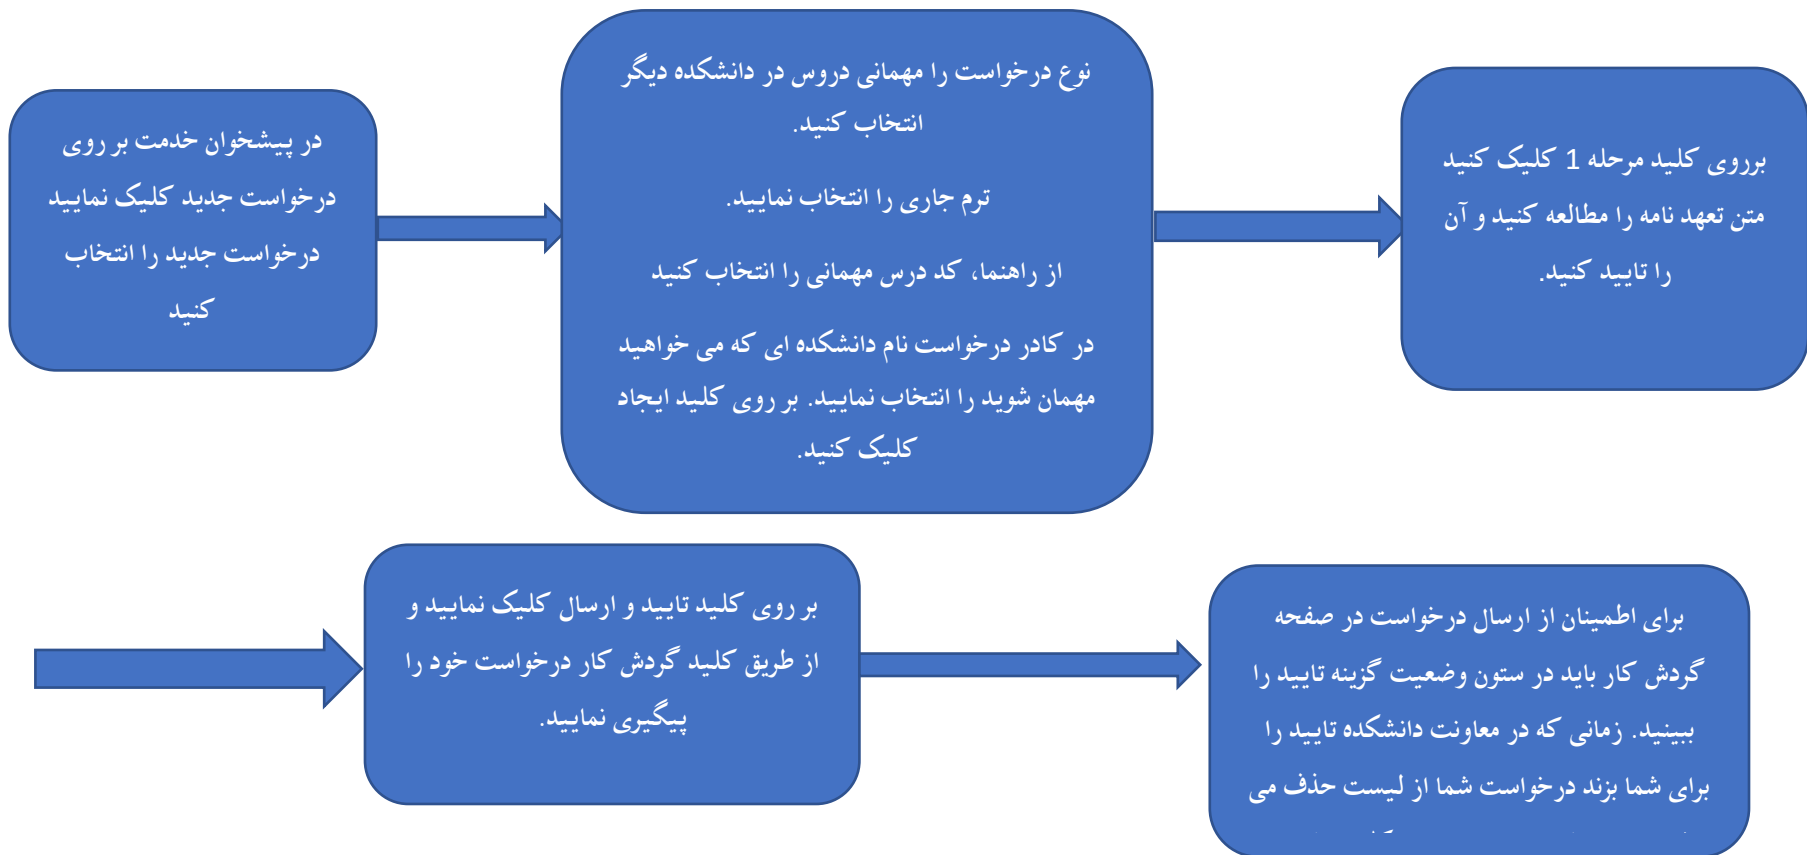 در پیشخوان خدمت بر روی
درخواست جدید کلیک نمایید
درخواست جدید را انتخاب
کنید
نوع درخواست را مهمانی دروس در دانشکده دیگر
انتخاب کنید.
ترم جاری را انتخاب نمایید.
از راهنما، کد درس مهمانی را انتخاب کنید
در کادر درخواست نام دانشکده ای که می خواهید
مهمان شوید را انتخاب نمایید. بر روی کلید ایجاد
کلیک کنید.
برروی کلید مرحله 1 کلیک کنید
متن تعهد نامه را مطالعه کنید و آن
را تایید کنید.
بر روی کلید تایید و ارسال کلیک نمایید و
از طریق کلید گردش کار درخواست خود را
پیگیری نمایید.
برای اطمینان از ارسال درخواست در صفحه
گردش کار باید در ستون وضعیت گزینه تایید را
ببینید. زمانی که در معاونت دانشکده تایید را
برای شما بزند درخواست شما از لیست حذف می